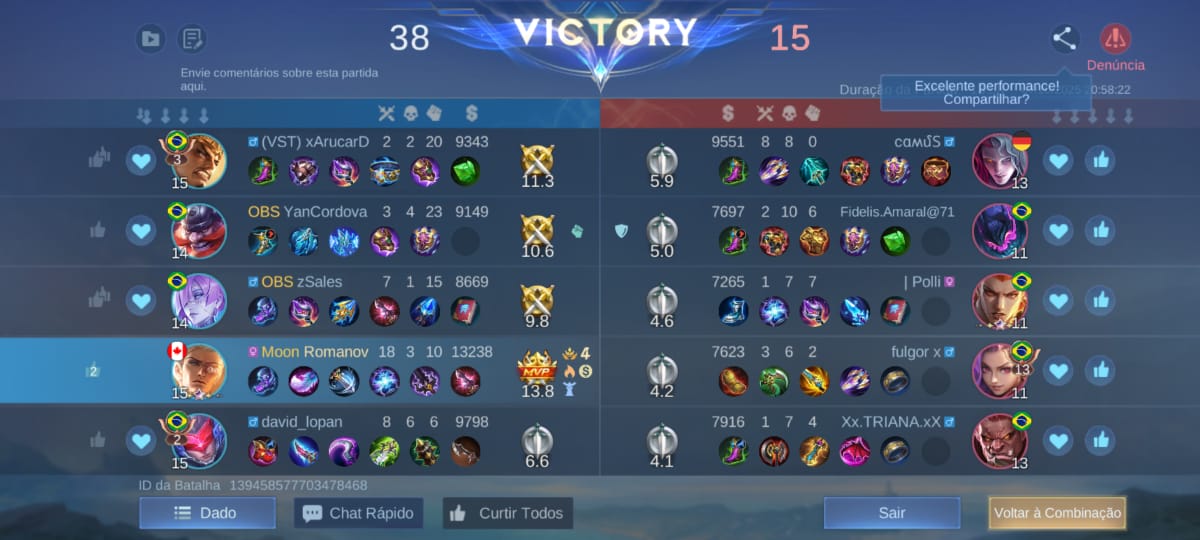 38 VICTORY 15
Envie comentários sobre esta partida
aqui.
Denúncia
Duração da
20:58:22
Excelente performance!
Compartilhar?
3 15 (VST) xArucarD 2 2 20 9343 11.3
5.9 9551 8 8 0 cαмúS 13
14 OBS YanCordova 3 4 23 9149 10.6
5.0 7697 2 10 6 Fidelis.Amaral@71 11
14 OBS zSales 7 1 15 8669 9.8
4.6 7265 1 7 7 | Polli 11
2 15 Moon Romanov 18 3 10 13238 MVP 13.8 4
4.2 7623 3 6 2 fulgor x 13 11
2 15 david_lopan 8 6 6 9798 6.6
4.1 7916 1 7 4 Xx.TRIANA.xX 13
ID da Batalha 139458577703478468
Dado Chat Rápido Curtir Todos Sair Voltar à Combinação